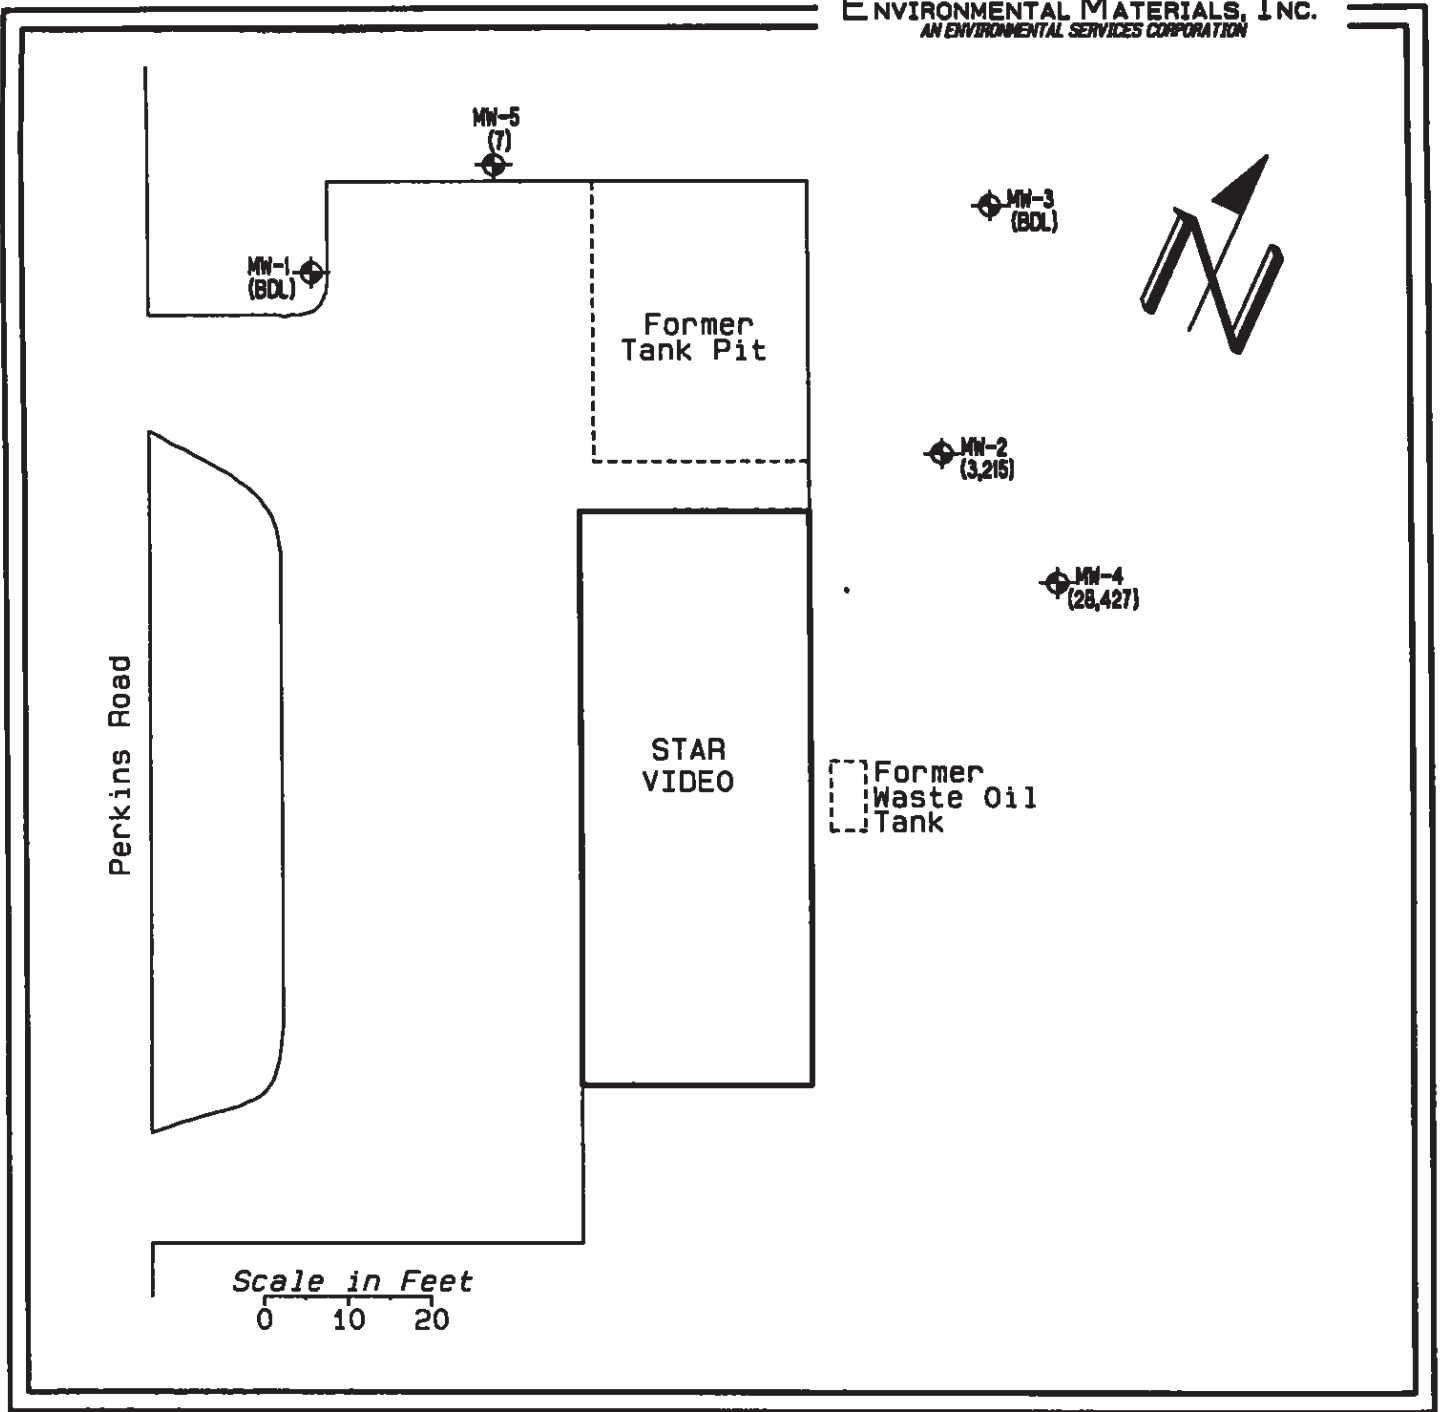 ENVIRONMENTAL MATERIALS, INC.
AN ENVIRONMENTAL SERVICES CORPORATION
MW-5
(7)
MW-3
(BDL)
N
MW-1
(BDL)
Former
Tank Pit
MW-2
(3,215)
MW-4
(28,427)
Perkins Road
STAR
VIDEO
Former
Waste Oil
Tank
Scale in Feet
0 10 20